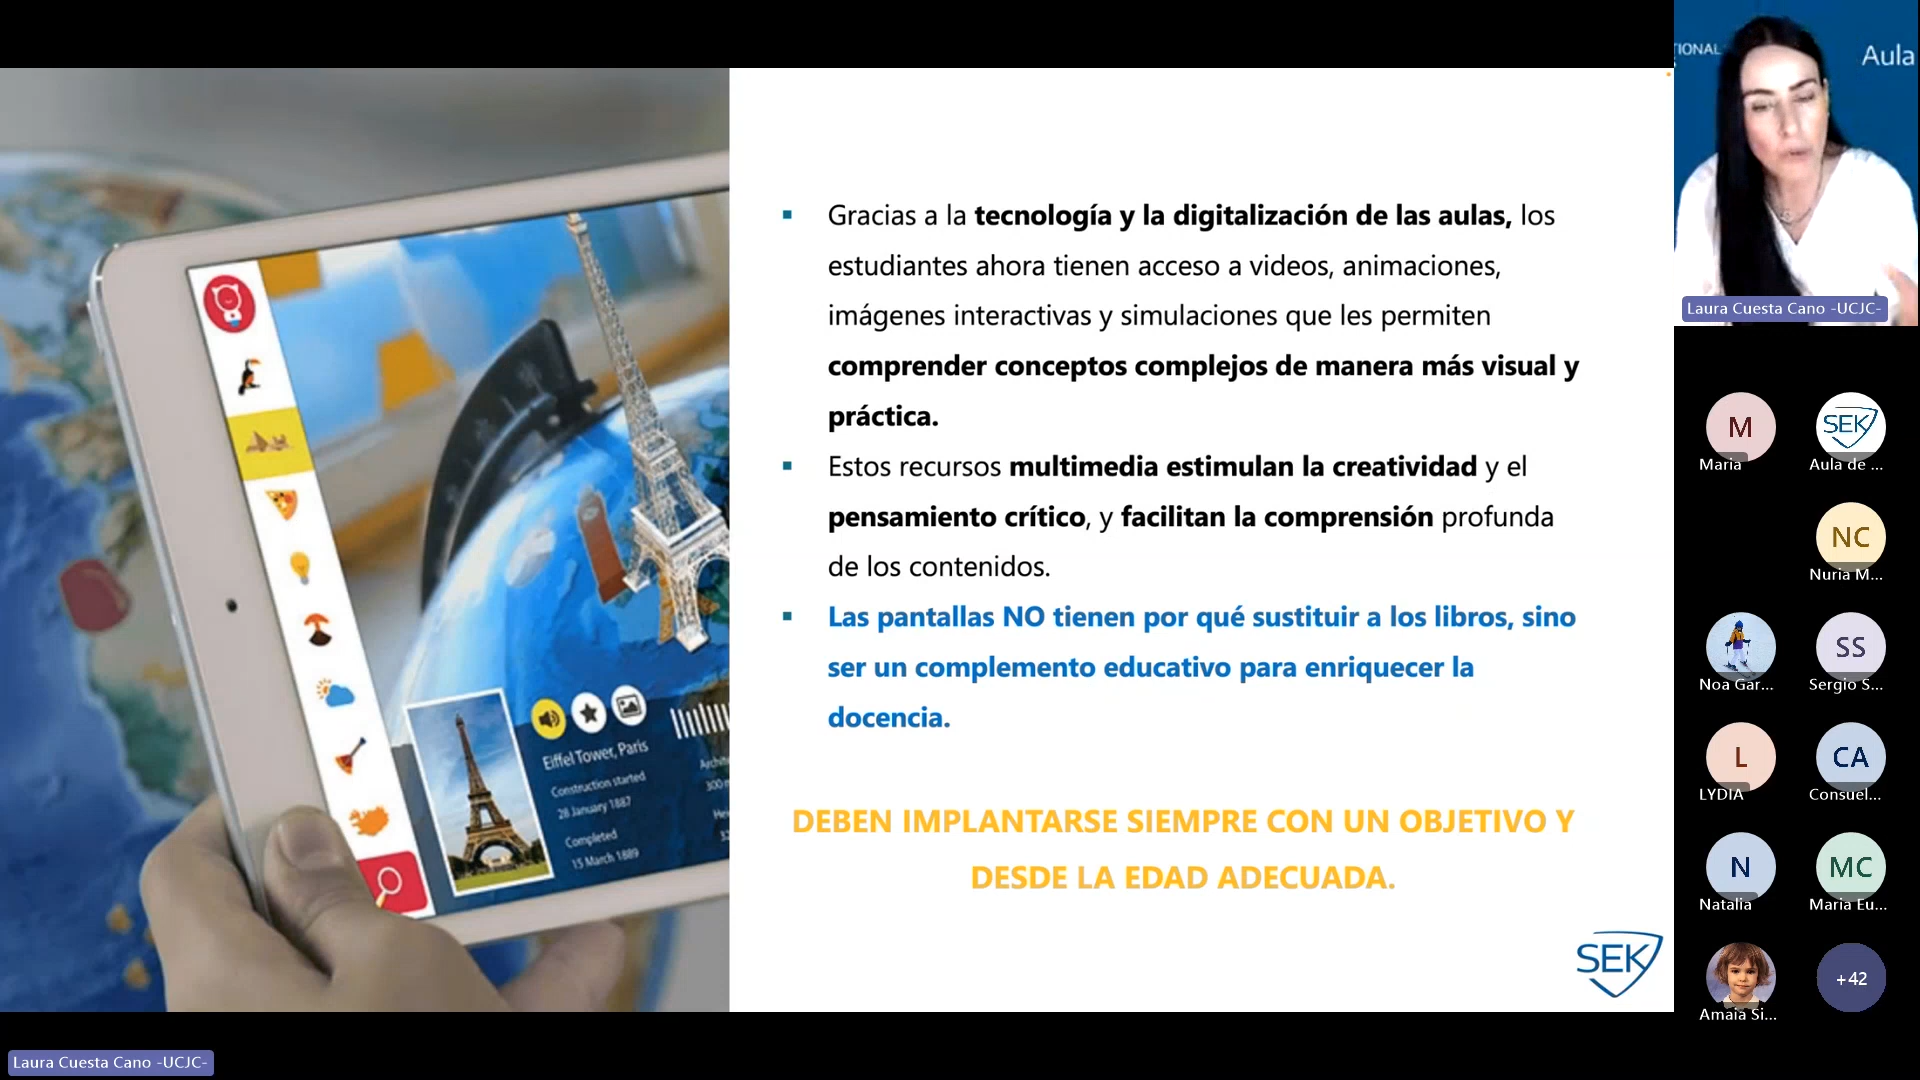 TIONAL
Aula
Laura Cuesta Cano -UCJC-
Gracias a la tecnología y la digitalización de las aulas, los
estudiantes ahora tienen acceso a videos, animaciones,
imágenes interactivas y simulaciones que les permiten
comprender conceptos complejos de manera más visual y
práctica.
Estos recursos multimedia estimulan la creatividad y el
pensamiento crítico, y facilitan la comprensión profunda
de los contenidos.
Las pantallas NO tienen por qué sustituir a los libros, sino
ser un complemento educativo para enriquecer la
docencia.
DEBEN IMPLANTARSE SIEMPRE CON UN OBJETIVO Y
DESDE LA EDAD ADECUADA.
SEK
Eiffel Tower, Paris
Construction started
28 January 1887
Completed
15 March 1889
Archite
300 m
He
M
Maria
SEK
Aula de ...
NC
Nuria M...
Noa Gar...
SS
Sergio S...
L
LYDIA
CA
Consuel...
N
Natalia
MC
Maria Eu...
Amaia Si...
+42
Laura Cuesta Cano -UCJC-